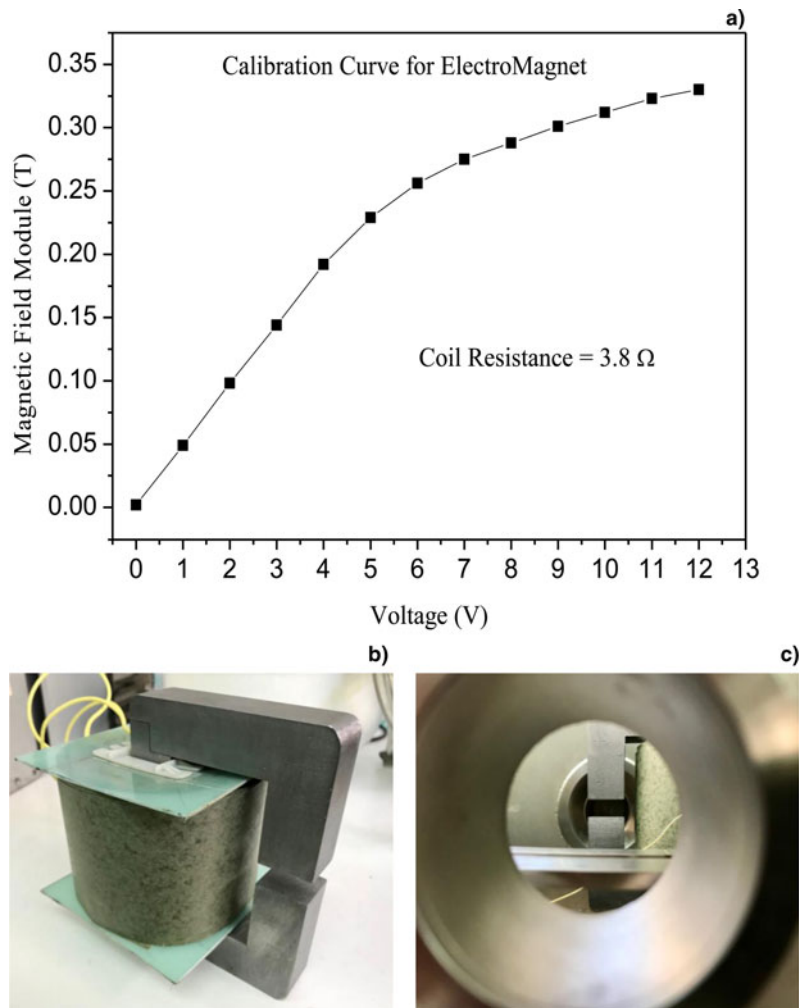 a)
Calibration Curve for ElectroMagnet
0.35
0.30
0.25
0.20
0.15
0.10
0.05
0.00
Magnetic Field Module (T)
Coil Resistance = 3.8 Ω
0 1 2 3 4 5 6 7 8 9 10 11 12 13
Voltage (V)
b)
c)